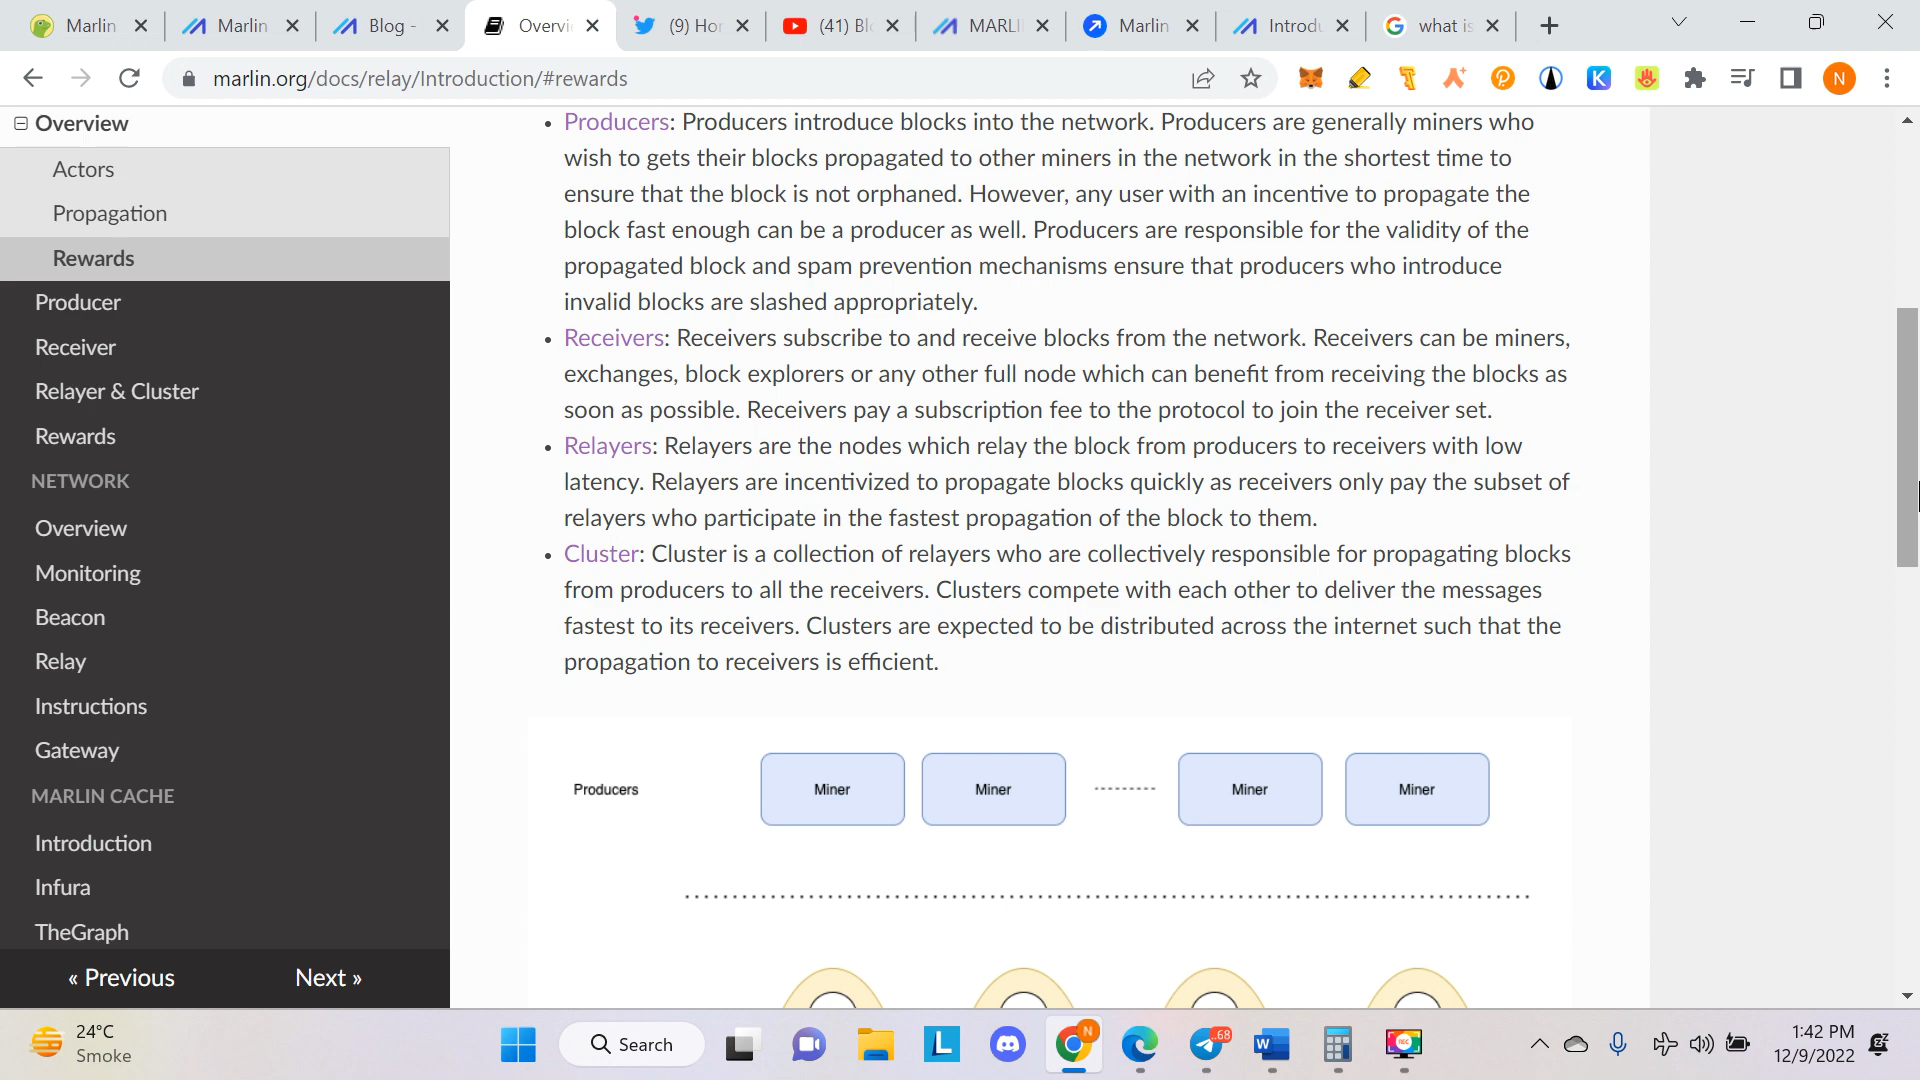 Marlin
Marlin
Blog -
Overvi
(9) Hor
(41) Bl
MARLI
Marlin
Introdu
what is
marlin.org/docs/relay/Introduction/#rewards
N
Overview
Actors
Propagation
Rewards
Producer
Receiver
Relayer & Cluster
Rewards
NETWORK
Overview
Monitoring
Beacon
Relay
Instructions
Gateway
MARLIN CACHE
Introduction
Infura
TheGraph
« Previous Next »
• Producers: Producers introduce blocks into the network. Producers are generally miners who
wish to gets their blocks propagated to other miners in the network in the shortest time to
ensure that the block is not orphaned. However, any user with an incentive to propagate the
block fast enough can be a producer as well. Producers are responsible for the validity of the
propagated block and spam prevention mechanisms ensure that producers who introduce
invalid blocks are slashed appropriately.
• Receivers: Receivers subscribe to and receive blocks from the network. Receivers can be miners,
exchanges, block explorers or any other full node which can benefit from receiving the blocks as
soon as possible. Receivers pay a subscription fee to the protocol to join the receiver set.
• Relayers: Relayers are the nodes which relay the block from producers to receivers with low
latency. Relayers are incentivized to propagate blocks quickly as receivers only pay the subset of
relayers who participate in the fastest propagation of the block to them.
• Cluster: Cluster is a collection of relayers who are collectively responsible for propagating blocks
from producers to all the receivers. Clusters compete with each other to deliver the messages
fastest to its receivers. Clusters are expected to be distributed across the internet such that the
propagation to receivers is efficient.
Producers Miner Miner Miner Miner
24°C
Smoke
Search
L
N
68
W
REC
1:42 PM
12/9/2022